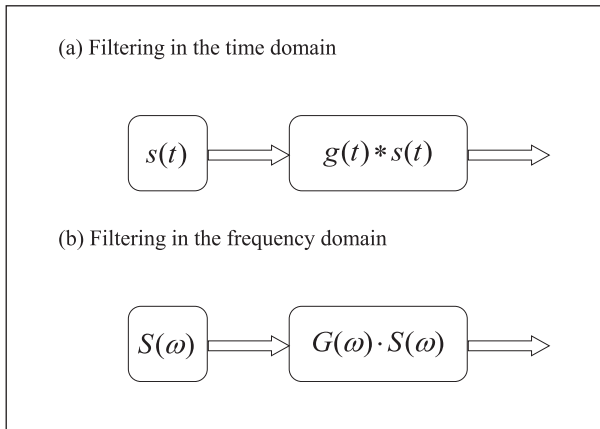 (a) Filtering in the time domain
s(t)
g(t)*s(t)
(b) Filtering in the frequency domain
S(ω)
G(ω)·S(ω)